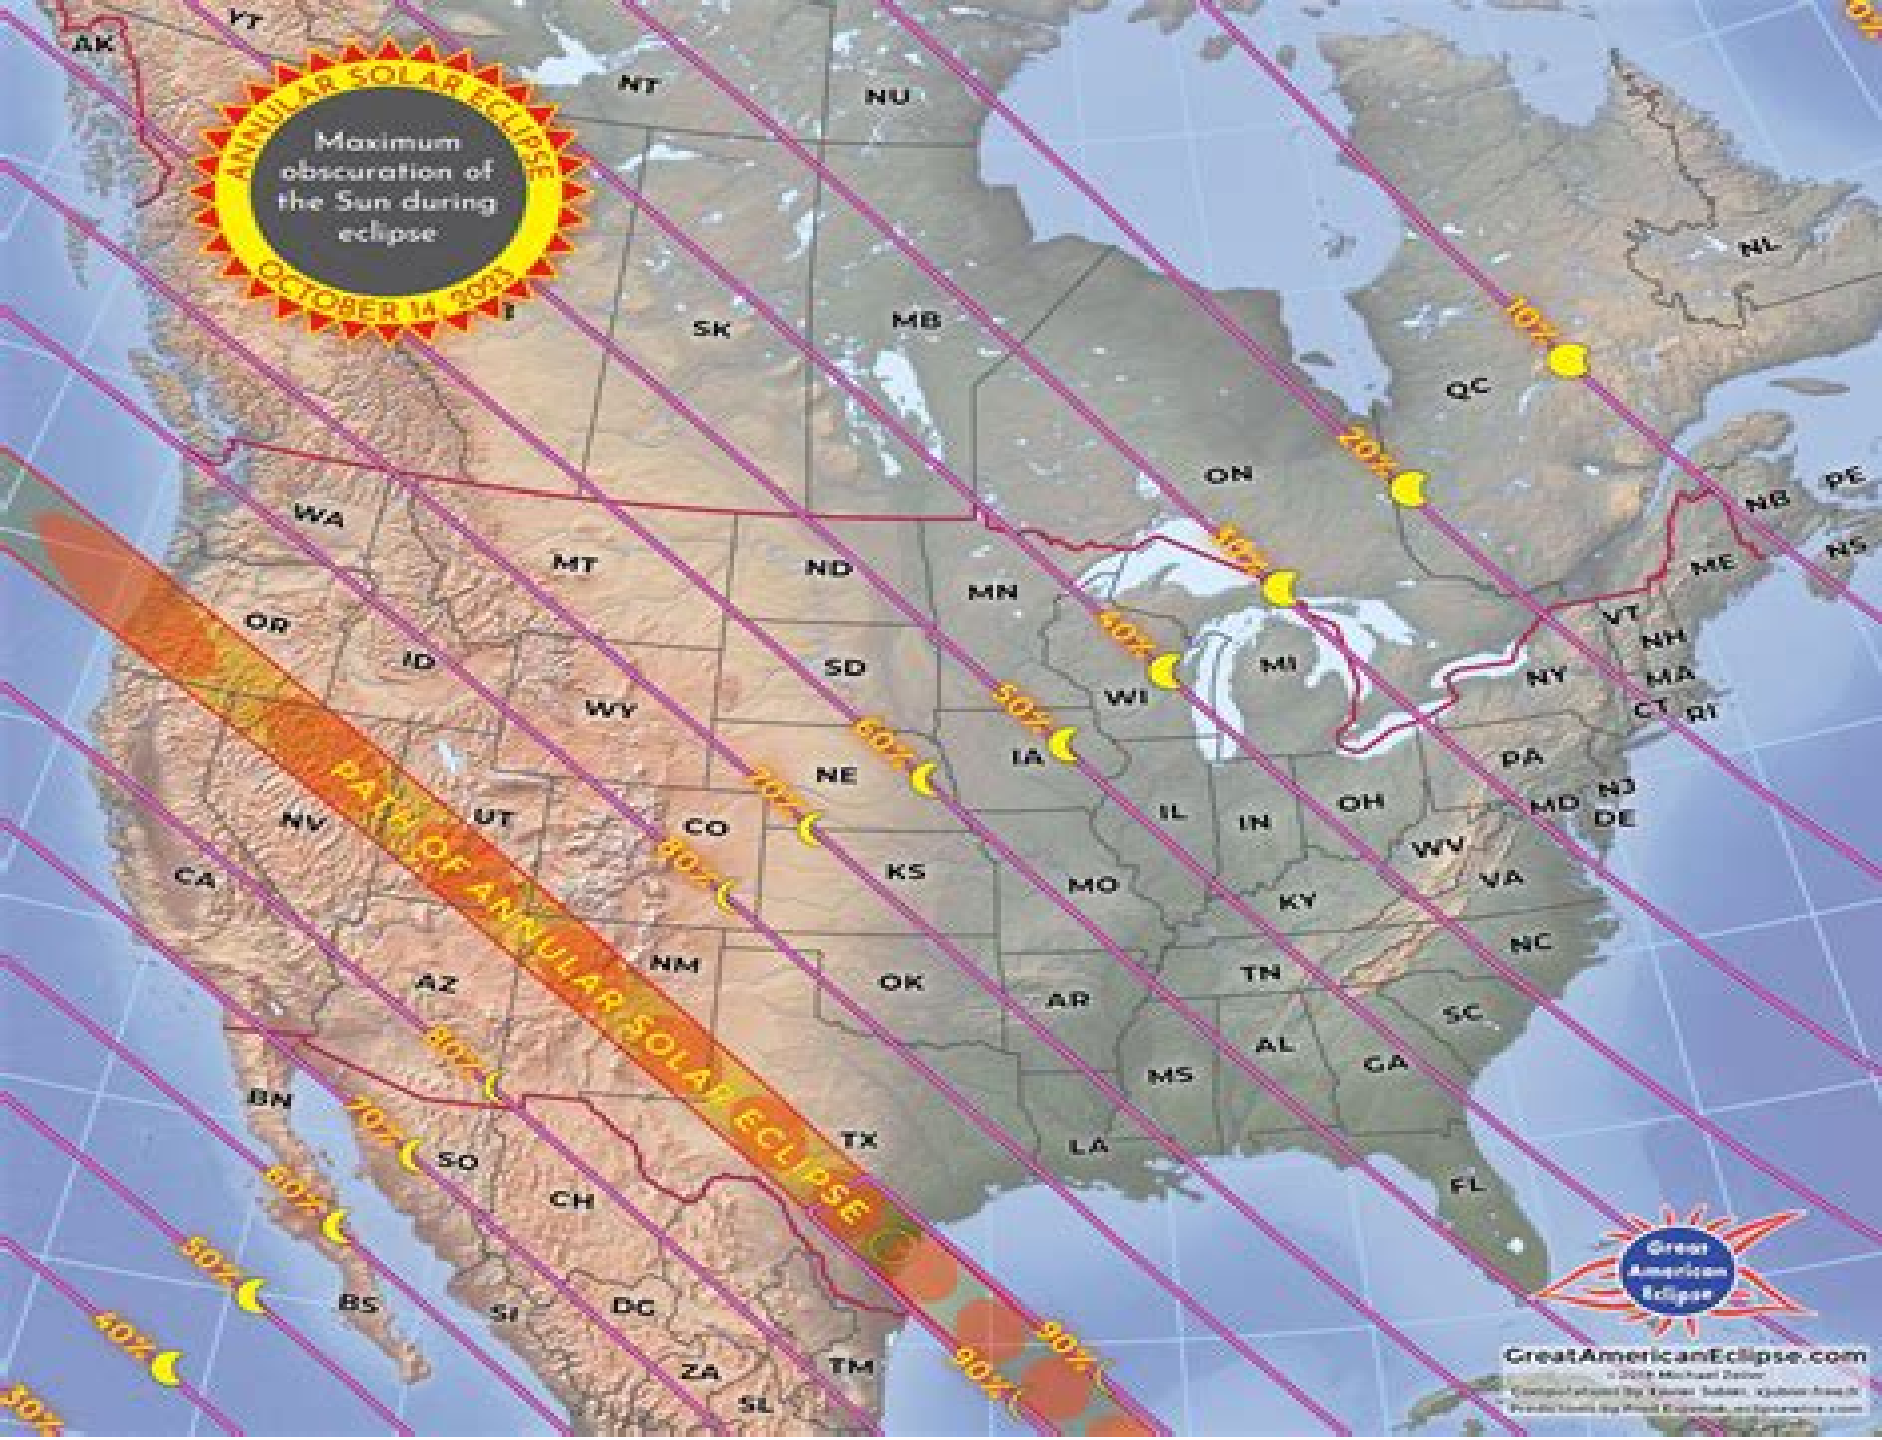 AK
YT
NT
NU
ANNULAR SOLAR ECLIPSE
Maximum
obscuration of
the Sun during
eclipse
OCTOBER 14, 2023
NL
SK
MB
QC
10%
20%
ON
30%
NB
PE
NS
ME
WA
MT
ND
MN
40%
OR
ID
SD
WI
MI
VT
NH
NY
MA
CT
RI
WY
60%
50%
IA
PA
NE
70%
NJ
MD
DE
NV
UT
CO
80%
KS
MO
IL
IN
OH
WV
VA
KY
CA
PATH OF ANNULAR SOLAR ECLIPSE
AZ
NM
OK
AR
TN
NC
SC
AL
GA
MS
80%
TX
LA
FL
BN
70%
SO
CH
60%
50%
BS
SI
DG
40%
ZA
TM
SL
30%
90%
90%
Great
American
Eclipse
GreatAmericanEclipse.com